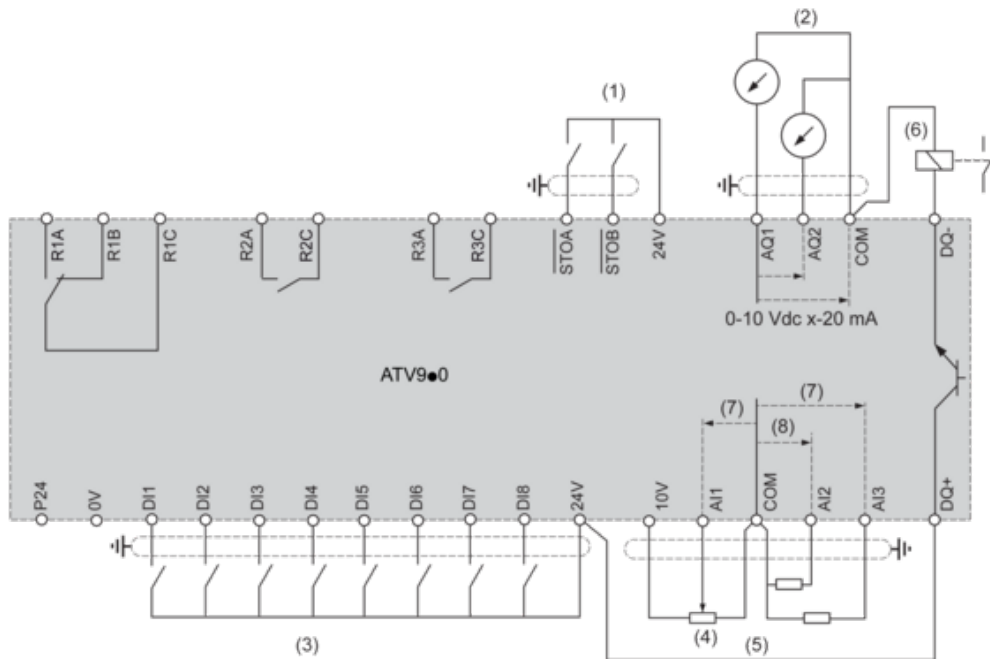 (2)
(1)
(6)
R1A R1B R1C R2A R2C R3A R3C STOA STOB 24V AQ1 AQ2 COM DQ-
0-10 Vdc x-20 mA
ATV9●0
(7)
(7)
(8)
P24 0V DI1 DI2 DI3 DI4 DI5 DI6 DI7 DI8 24V 10V AI1 COM AI2 AI3 DQ+
(3)
(4)
(5)